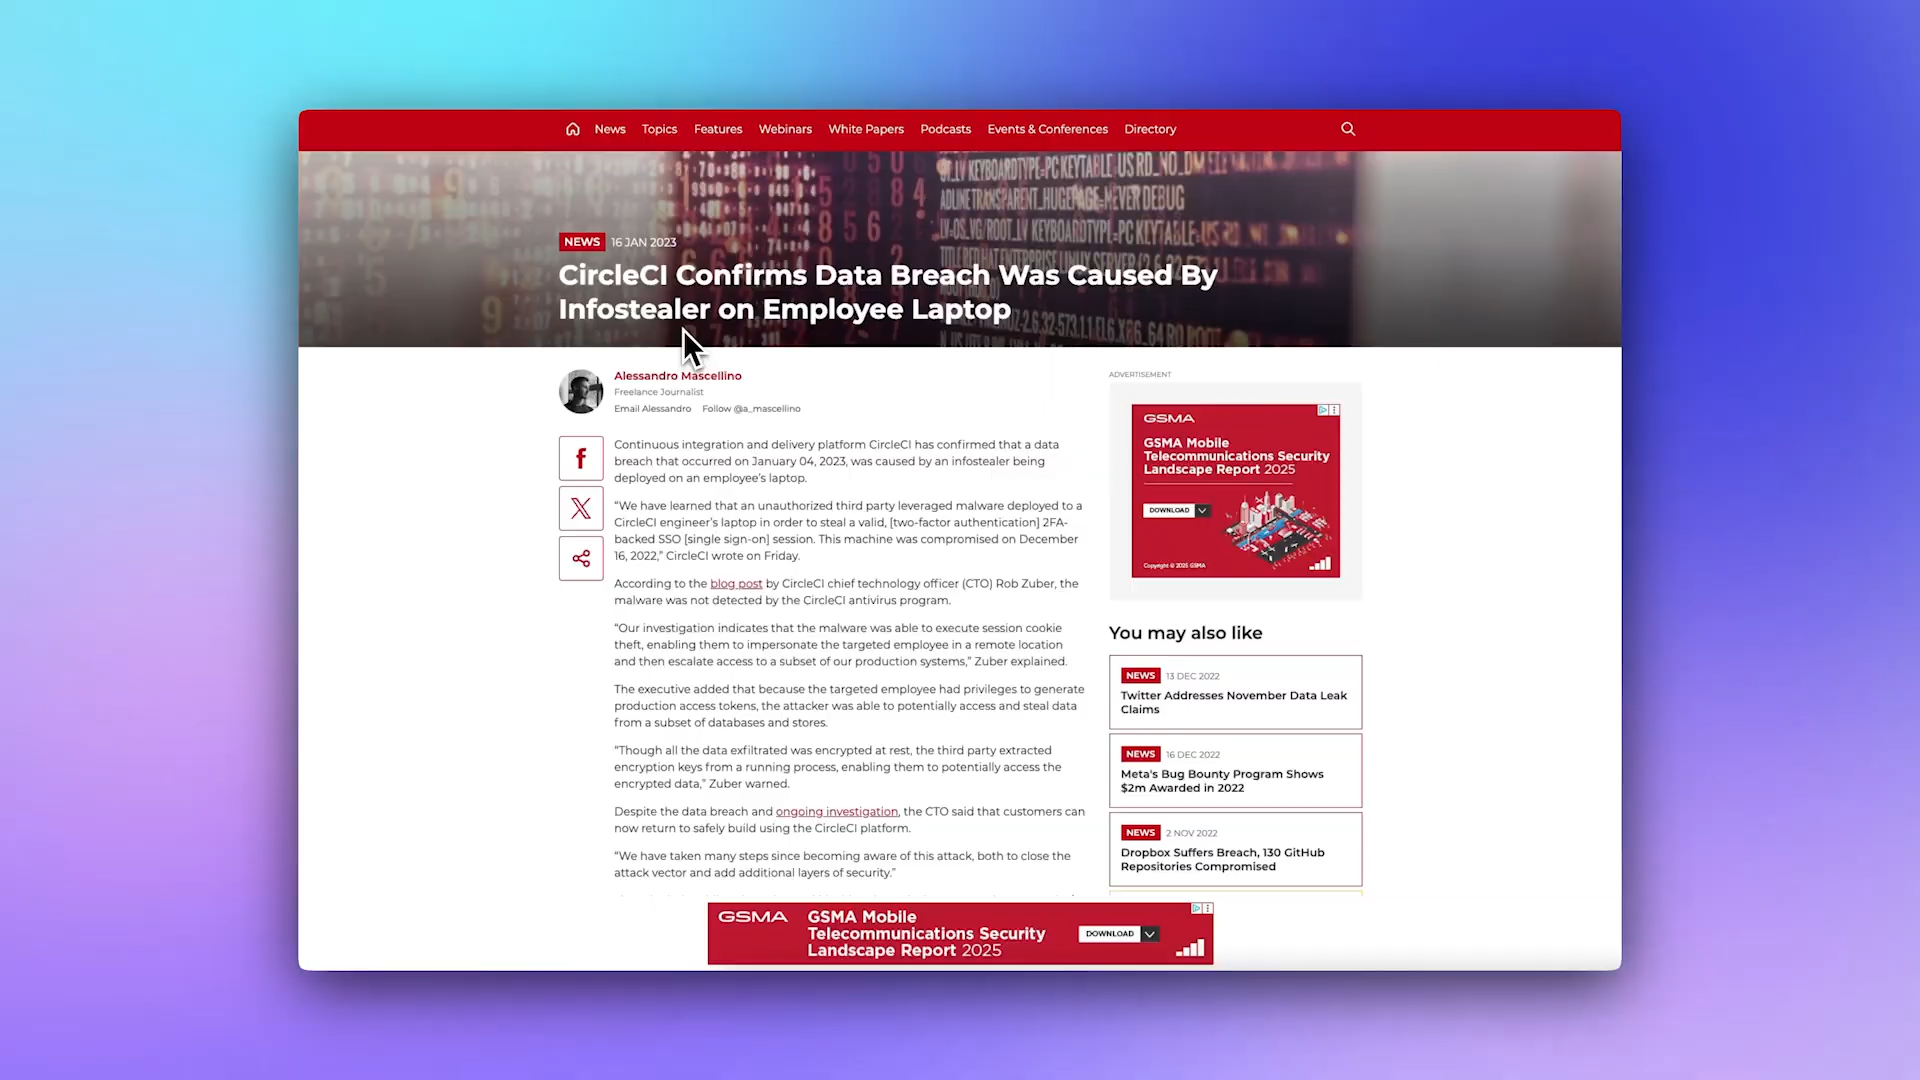 News Topics Features Webinars White Papers Podcasts Events & Conferences Directory
NEWS 16 JAN 2023
CircleCI Confirms Data Breach Was Caused By
Infostealer on Employee Laptop
Alessandro Mascellino
Freelance Journalist
Email Alessandro Follow @a_mascellino
Continuous integration and delivery platform CircleCI has confirmed that a data
breach that occurred on January 04, 2023, was caused by an infostealer being
deployed on an employee's laptop.
“We have learned that an unauthorized third party leveraged malware deployed to a
CircleCI engineer's laptop in order to steal a valid, [two-factor authentication] 2FA-
backed SSO [single sign-on] session. This machine was compromised on December
16, 2022,” CircleCI wrote on Friday.
According to the blog post by CircleCI chief technology officer (CTO) Rob Zuber, the
malware was not detected by the CircleCI antivirus program.
“Our investigation indicates that the malware was able to execute session cookie
theft, enabling them to impersonate the targeted employee in a remote location
and then escalate access to a subset of our production systems,” Zuber explained.
The executive added that because the targeted employee had privileges to generate
production access tokens, the attacker was able to potentially access and steal data
from a subset of databases and stores.
“Though all the data exfiltrated was encrypted at rest, the third party extracted
encryption keys from a running process, enabling them to potentially access the
encrypted data,” Zuber warned.
Despite the data breach and ongoing investigation, the CTO said that customers can
now return to safely build using the CircleCI platform.
“We have taken many steps since becoming aware of this attack, both to close the
attack vector and add additional layers of security.”
ADVERTISEMENT
GSMA
GSMA Mobile
Telecommunications Security
Landscape Report 2025
DOWNLOAD
Copyright © 2025 GSMA
You may also like
NEWS 13 DEC 2022
Twitter Addresses November Data Leak
Claims
NEWS 16 DEC 2022
Meta's Bug Bounty Program Shows
$2m Awarded in 2022
NEWS 2 NOV 2022
Dropbox Suffers Breach, 130 GitHub
Repositories Compromised
GSMA
GSMA Mobile
Telecommunications Security
Landscape Report 2025
DOWNLOAD